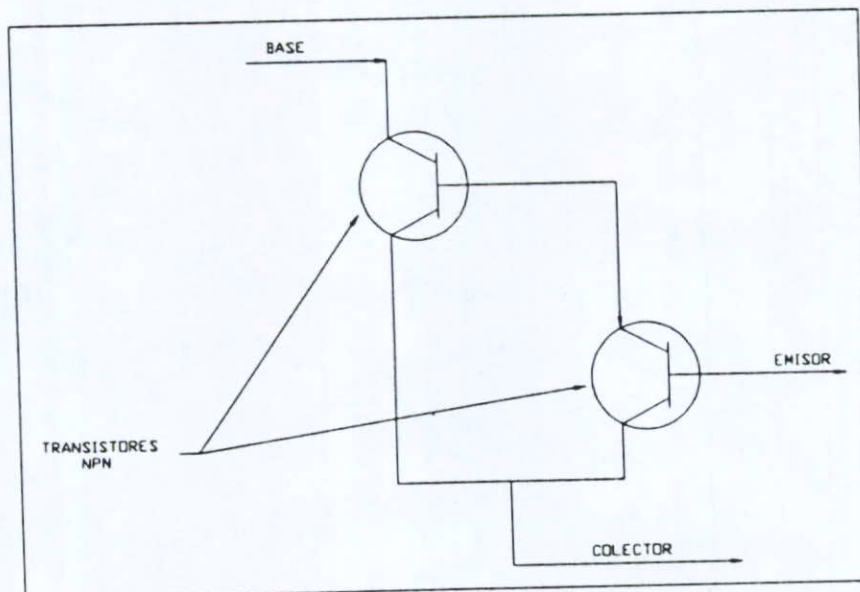 BASE
EMISOR
TRANSISTORES
NPN
COLECTOR